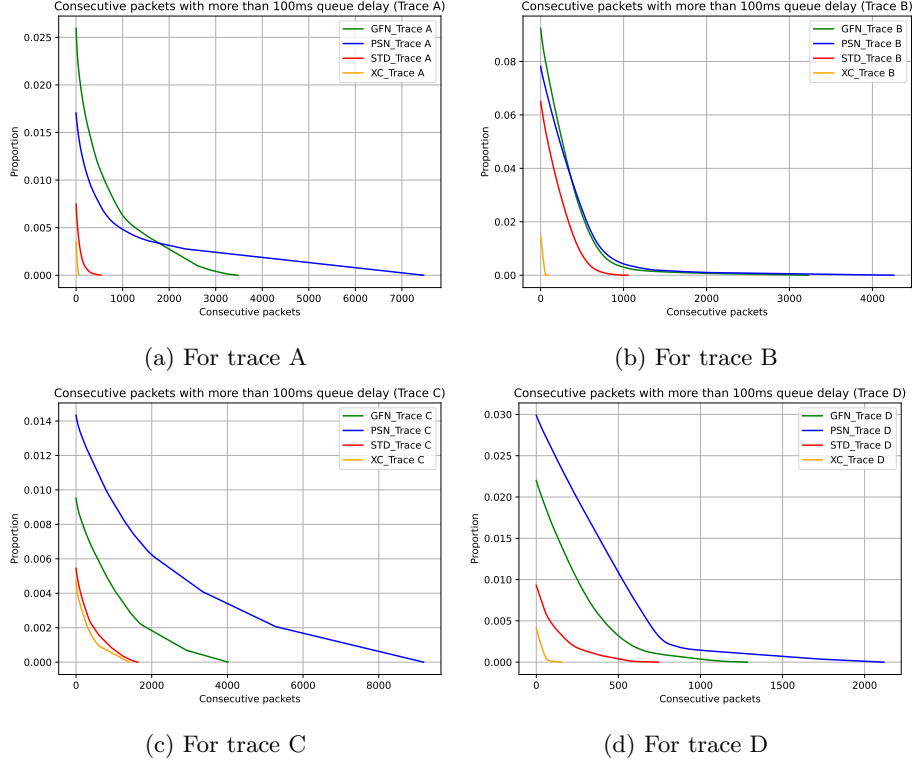 Consecutive packets with more than 100ms queue delay (Trace A)
0.025
0.020
0.015
0.010
0.005
0.000
Proportion
GFN_Trace A
PSN_Trace A
STD_Trace A
XC_Trace A
0 1000 2000 3000 4000 5000 6000 7000
Consecutive packets
(a) For trace A
Consecutive packets with more than 100ms queue delay (Trace B)
0.08
0.06
0.04
0.02
0.00
Proportion
GFN_Trace B
PSN_Trace B
STD_Trace B
XC_Trace B
0 1000 2000 3000 4000
Consecutive packets
(b) For trace B
Consecutive packets with more than 100ms queue delay (Trace C)
0.014
0.012
0.010
0.008
0.006
0.004
0.002
0.000
Proportion
GFN_Trace C
PSN_Trace C
STD_Trace C
XC_Trace C
0 2000 4000 6000 8000
Consecutive packets
(c) For trace C
Consecutive packets with more than 100ms queue delay (Trace D)
0.030
0.025
0.020
0.015
0.010
0.005
0.000
Proportion
GFN_Trace D
PSN_Trace D
STD_Trace D
XC_Trace D
0 500 1000 1500 2000
Consecutive packets
(d) For trace D